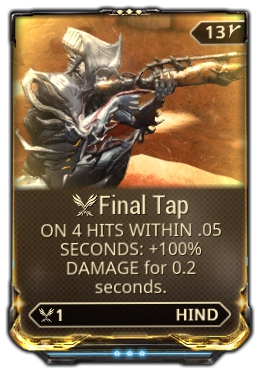 13
Final Tap
ON 4 HITS WITHIN .05
SECONDS: +100%
DAMAGE for 0.2
seconds.
1
HIND